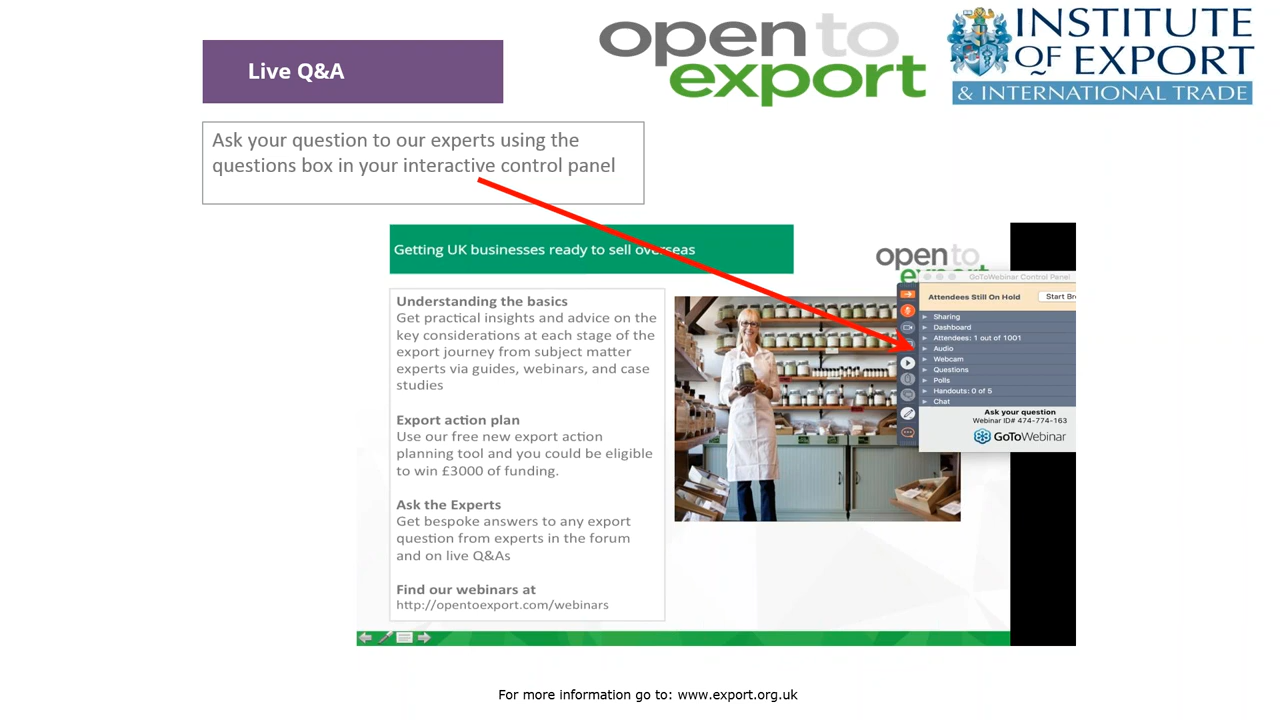 Live Q&A
open to
export
INSTITUTE
OF EXPORT
& INTERNATIONAL TRADE
Ask your question to our experts using the
questions box in your interactive control panel
Getting UK businesses ready to sell overseas
open to
export
Understanding the basics
Get practical insights and advice on the
key considerations at each stage of the
export journey from subject matter
experts via guides, webinars, and case
studies
Export action plan
Use our free new export action
planning tool and you could be eligible
to win £3000 of funding.
Ask the Experts
Get bespoke answers to any export
question from experts in the forum
and on live Q&As
Find our webinars at
http://opentoexport.com/webinars
GoToWebinar Control Panel
Attendees Still On Hold
Start Br
Sharing
Dashboard
Attendees: 1 out of 1001
Audio
Webcam
Questions
Polls
Handouts: 0 of 5
Chat
Ask your question
Webinar ID# 474-774-163
GoToWebinar
For more information go to: www.export.org.uk